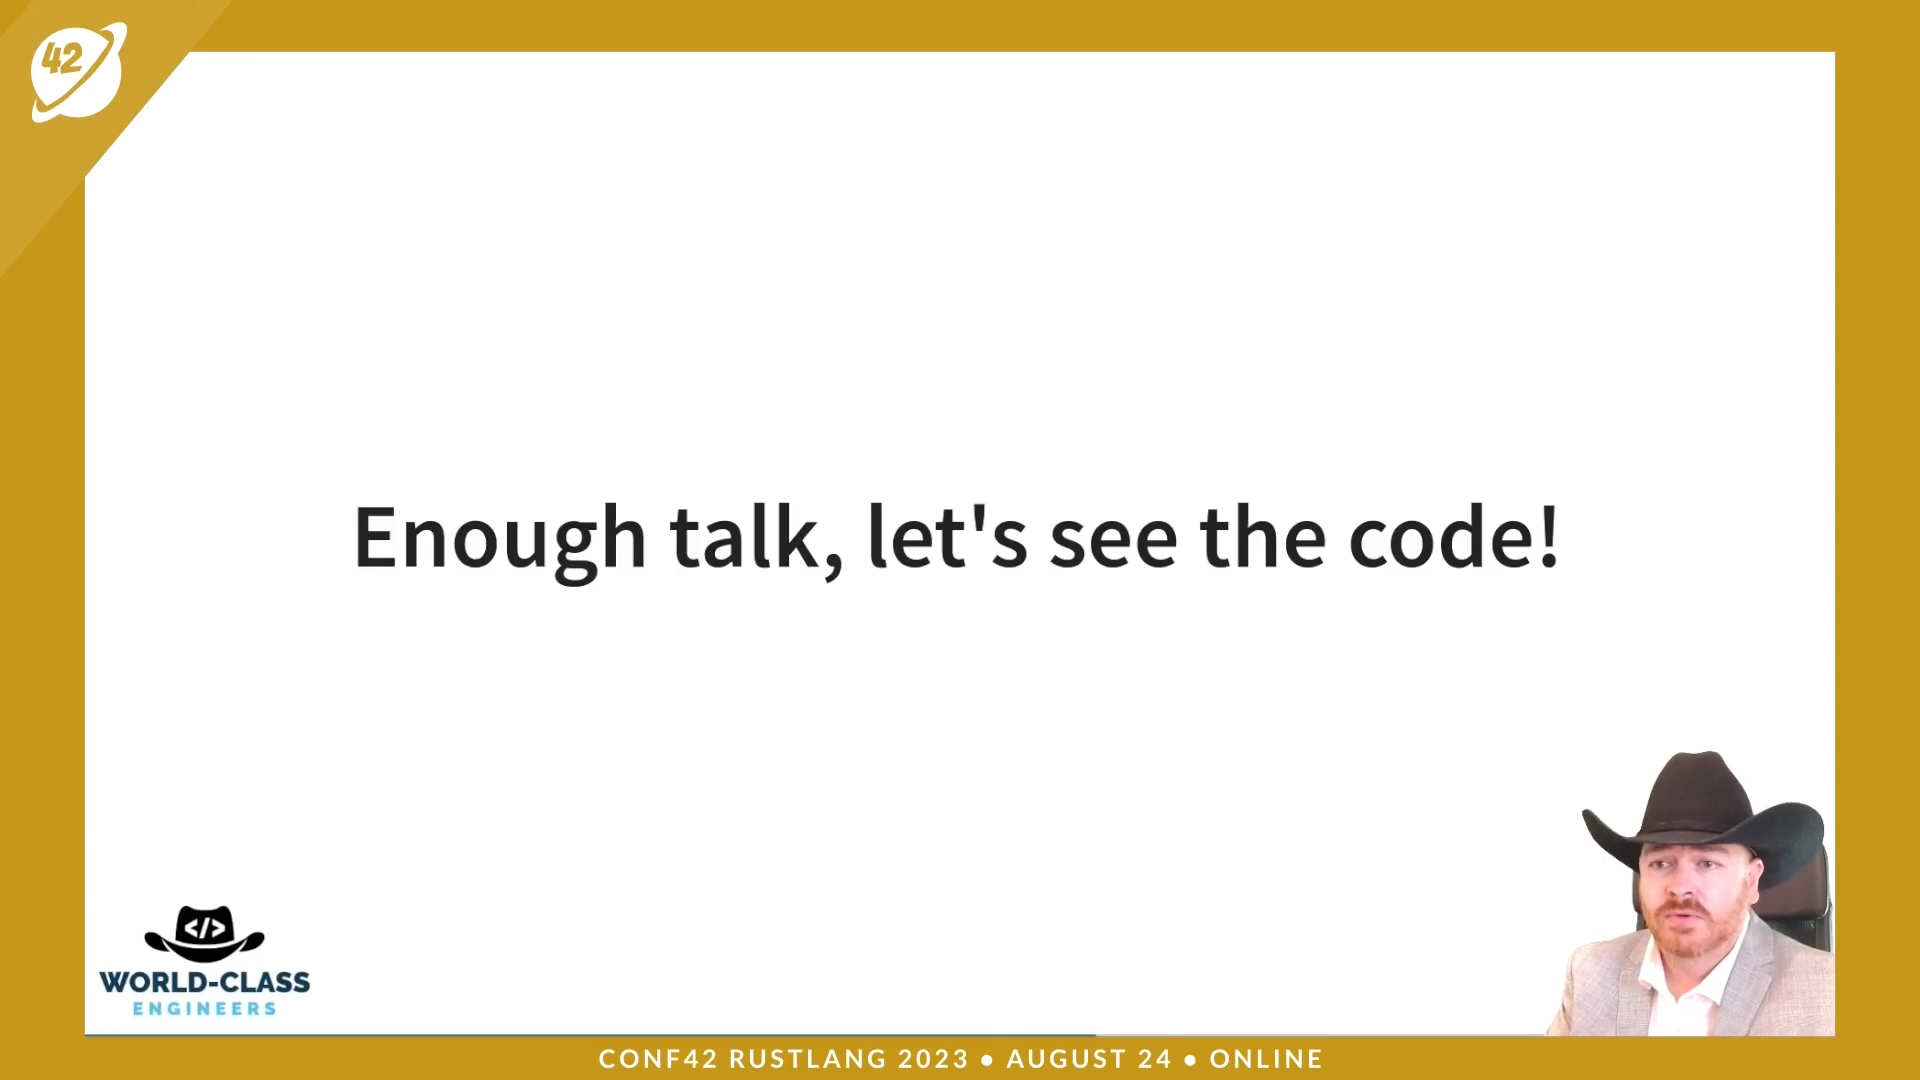 42
Enough talk, let's see the code!
</>
WORLD-CLASS
ENGINEERS
CONF42 RUSTLANG 2023 • AUGUST 24 • ONLINE